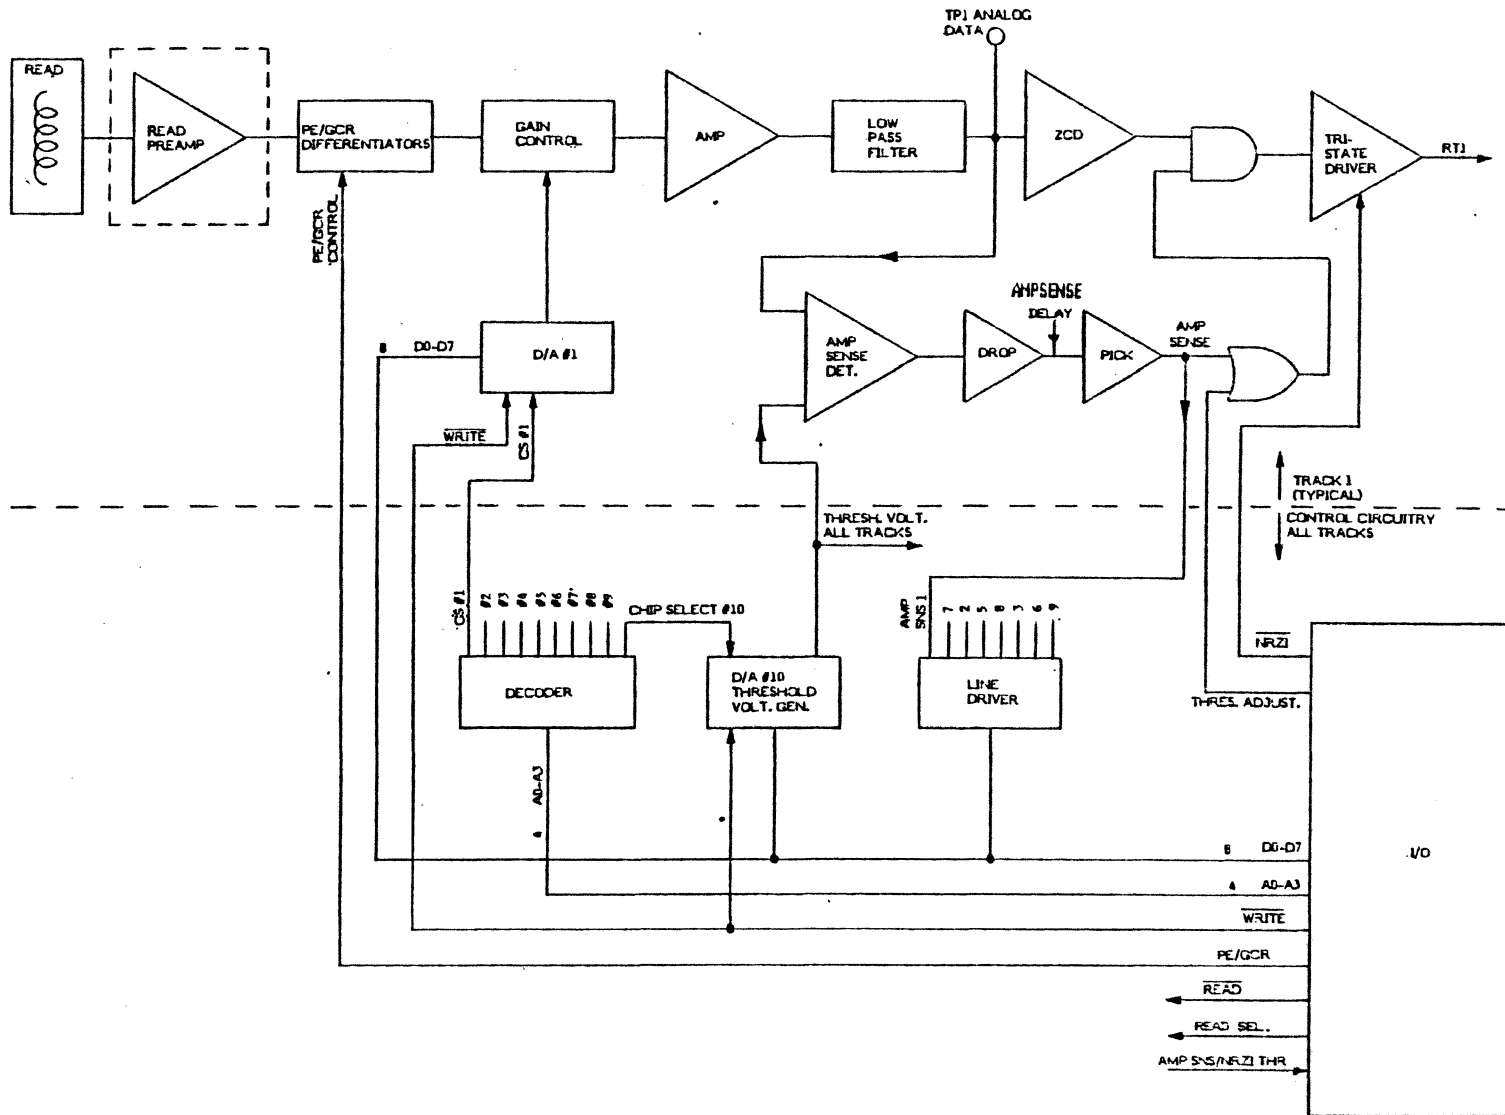 TP1 ANALOG
DATA
READ
READ
PREAMP
PE/GCR
DIFFERENTIATORS
GAIN
CONTROL
AMP
LOW
PASS
FILTER
ZCD
TRI-
STATE
DRIVER
RT1
PE/GCR
CONTROL
AMPSENSE
DELAY
8 D0-D7
D/A #1
AMP
SENSE
DET.
DROP
PICK
AMP
SENSE
WRITE
CS #1
TRACK 1
(TYPICAL)
THRESH. VOLT.
ALL TRACKS
CONTROL CIRCUITRY
ALL TRACKS
CS #1
#2
#3
#4
#5
#6
#7
#8
#9
CHIP SELECT #10
AMP
SNS 1
7
2
5
8
3
6
9
NRZI
DECODER
D/A #10
THRESHOLD
VOLT. GEN.
LINE
DRIVER
THRES. ADJUST.
4 A0-A3
8 D0-D7
I/O
4 A0-A3
WRITE
PE/GCR
READ
READ SEL.
AMP SNS/NRZI THR